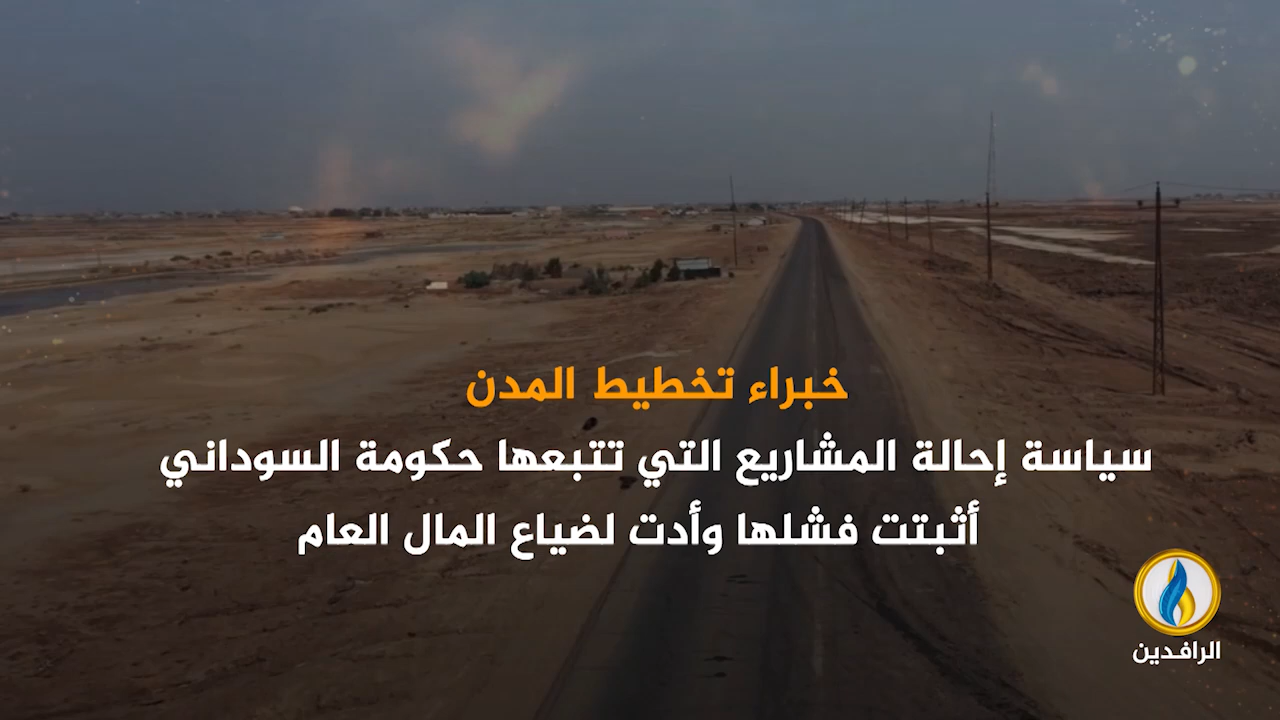 خبراء تخطيط المدن
سياسة إحالة المشاريع التي تتبعها حكومة السوداني
أثبتت فشلها وأدت لضياع المال العام
الرافدين